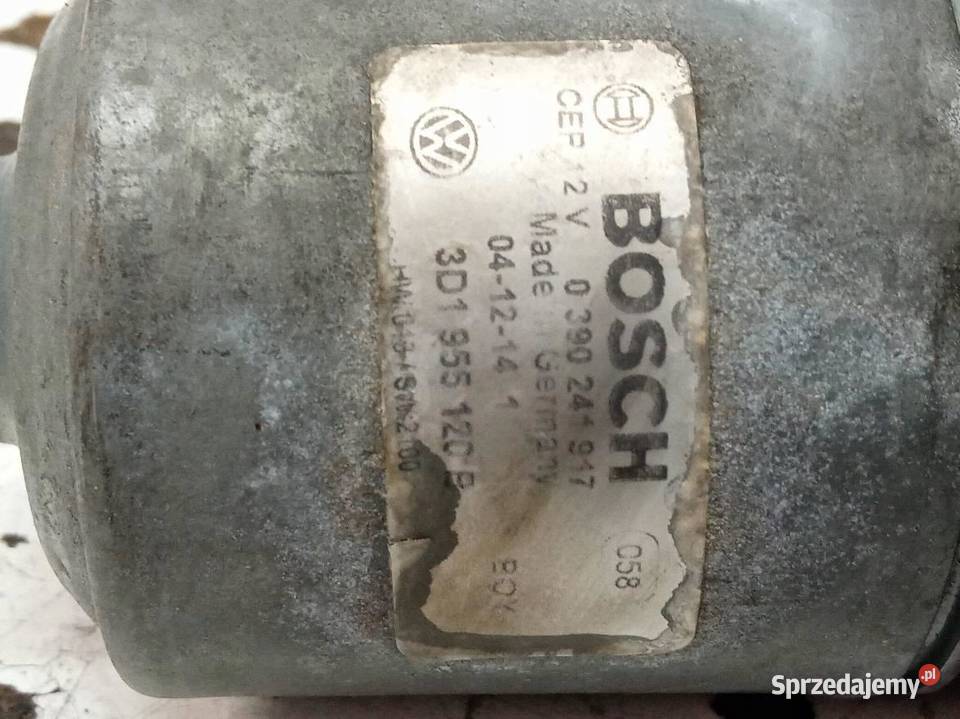 BOSCH
058
CEP 12 V 0 390 241 917
Made in Germany
04-12-14 1
3D1 955 120 B
Sprzedajemy.pl